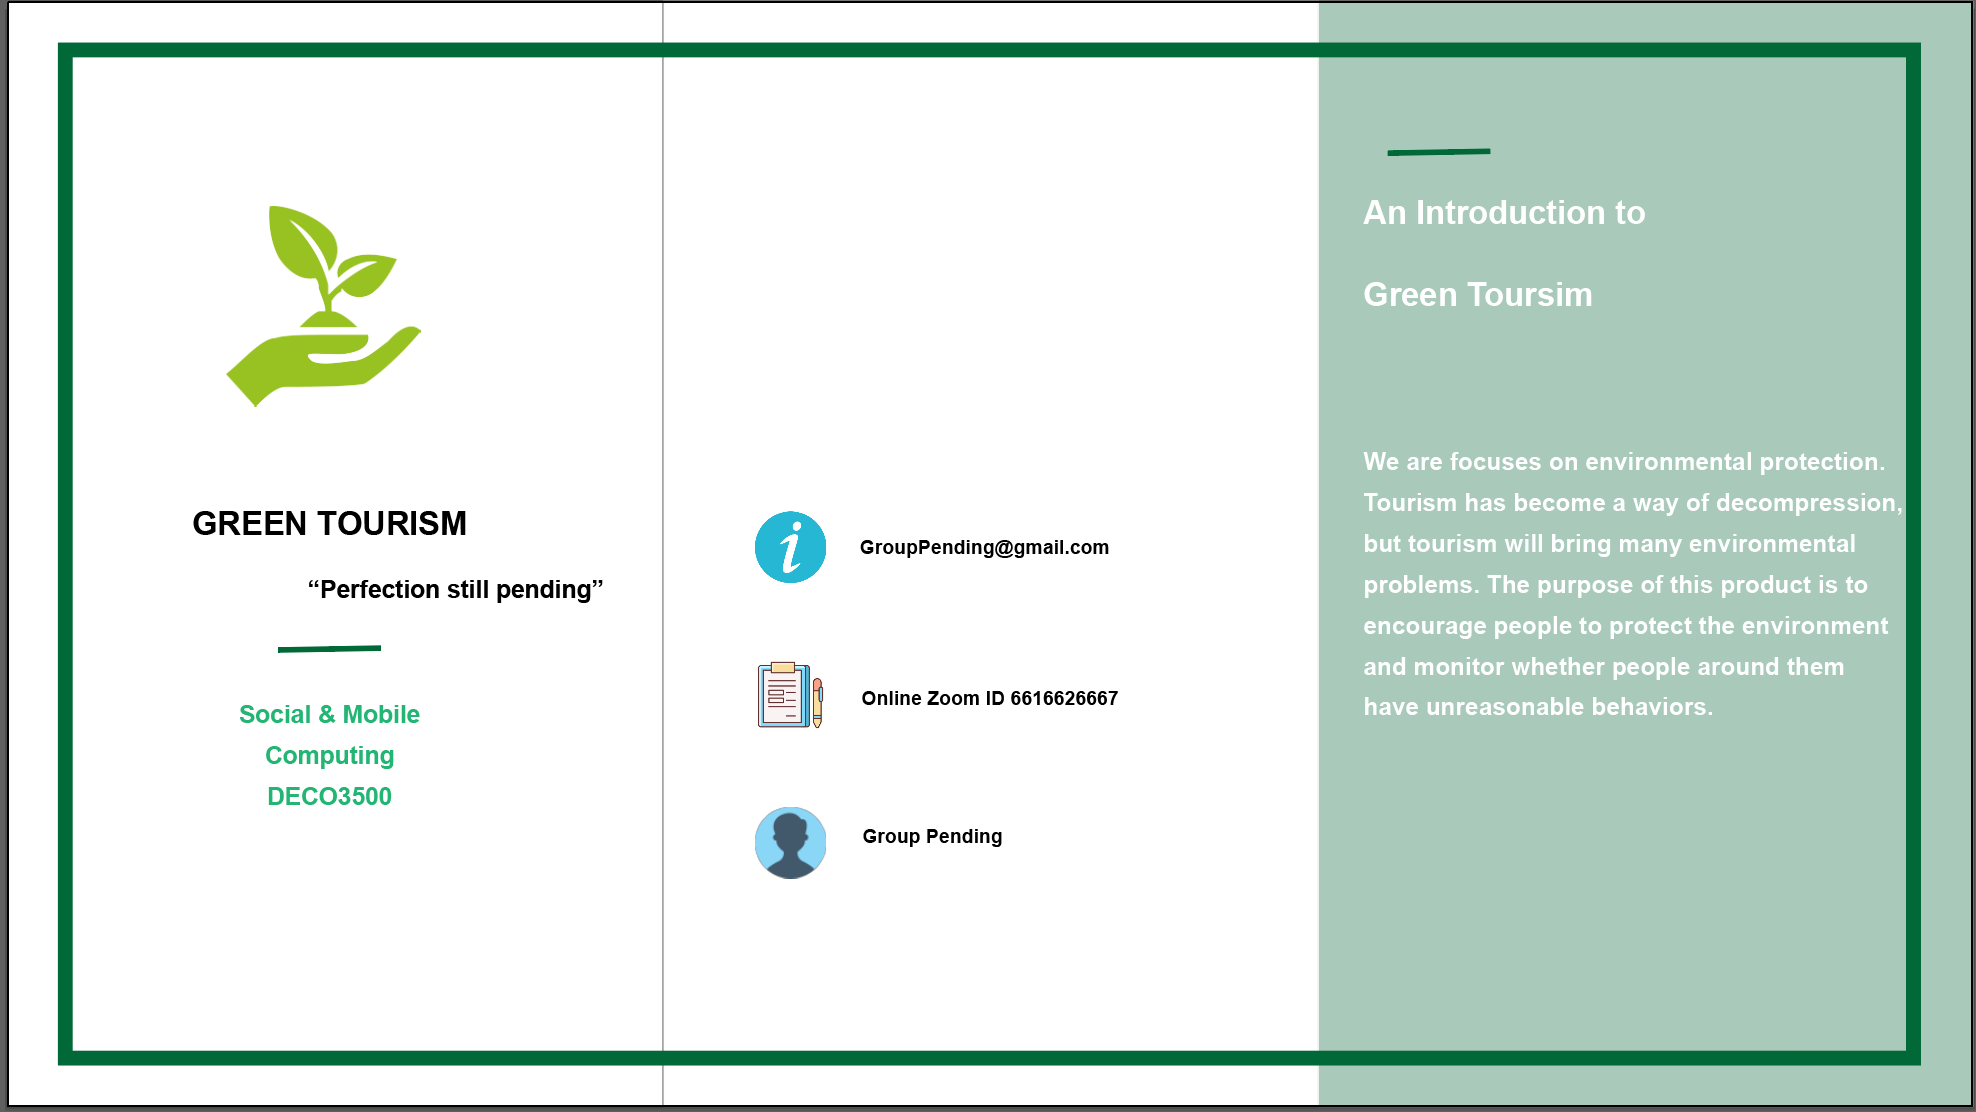 GREEN TOURISM
“Perfection still pending”
Social & Mobile
Computing
DECO3500
GroupPending@gmail.com
Online Zoom ID 6616626667
Group Pending
An Introduction to
Green Toursim
We are focuses on environmental protection.
Tourism has become a way of decompression,
but tourism will bring many environmental
problems. The purpose of this product is to
encourage people to protect the environment
and monitor whether people around them
have unreasonable behaviors.